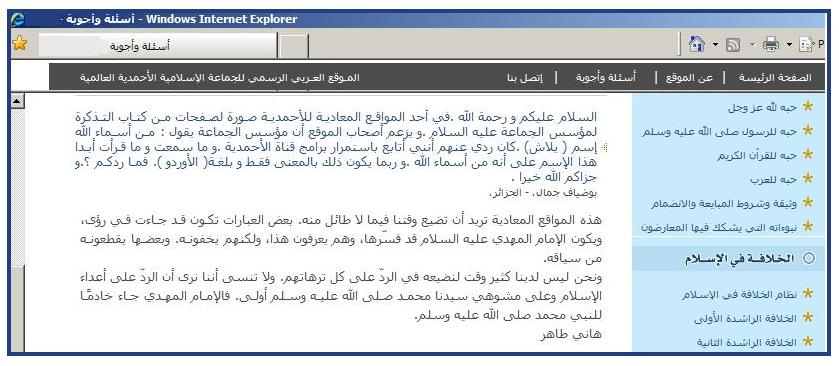 أسئلة وأجوبة - Windows Internet Explorer
أسئلة وأجوبة
P
الصفحة الرئيسة | عن الموقع | أسئلة وأجوبة | إتصل بنا
الموقع العربي الرسمي للجماعة الإسلامية الأحمدية العالمية
حبه لله عز وجل
حبه للرسول صلى الله عليه وسلم
حبه للقرآن الكريم
حبه للعرب
وثيقة وشروط المبايعة والانضمام
نبوءاته التي يشكك فيها المعارضون
الخلافة في الإسلام
نظام الخلافة في الإسلام
الخلافة الراشدة الأولى
الخلافة الراشدة الثانية
السلام عليكم و رحمة الله .في أحد المواقع المعادية للأحمدية صورة لصفحات من كتاب التذكرة
لمؤسس الجماعة عليه السلام .و يزعم أصحاب الموقع أن مؤسس الجماعة يقول : من أسماء الله
إسم ( يلاش) .كان ردي عنهم أنني أتابع باستمرار برامج قناة الأحمدية .و ما سمعت و ما قرأت أبدا
هذا الإسم على أنه من أسماء الله .و ربما يكون ذلك بالمعنى فقط و بلغة( الأوردو ). فما ردكم ؟.و
جزاكم الله خيرا .
بوضياف جمال. - الجزائر.
هذه المواقع المعادية تريد أن تضيع وقتنا فيما لا طائل منه. بعض العبارات تكون قد جاءت في رؤى،
ويكون الإمام المهدي عليه السلام قد فسّرها، وهم يعرفون هذا، ولكنهم يخفونه. وبعضها يقطعونه
من سياقه.
ونحن ليس لدينا كثير وقت لنضيعه في الردّ على كل ترهاتهم. ولا تنسى أننا نرى أن الردّ على أعداء
الإسلام وعلى مشوهي سيدنا محمد صلى الله عليه وسلم أولى. فالإمام المهدي جاء خادمًا
للنبي محمد صلى الله عليه وسلم.
هاني طاهر